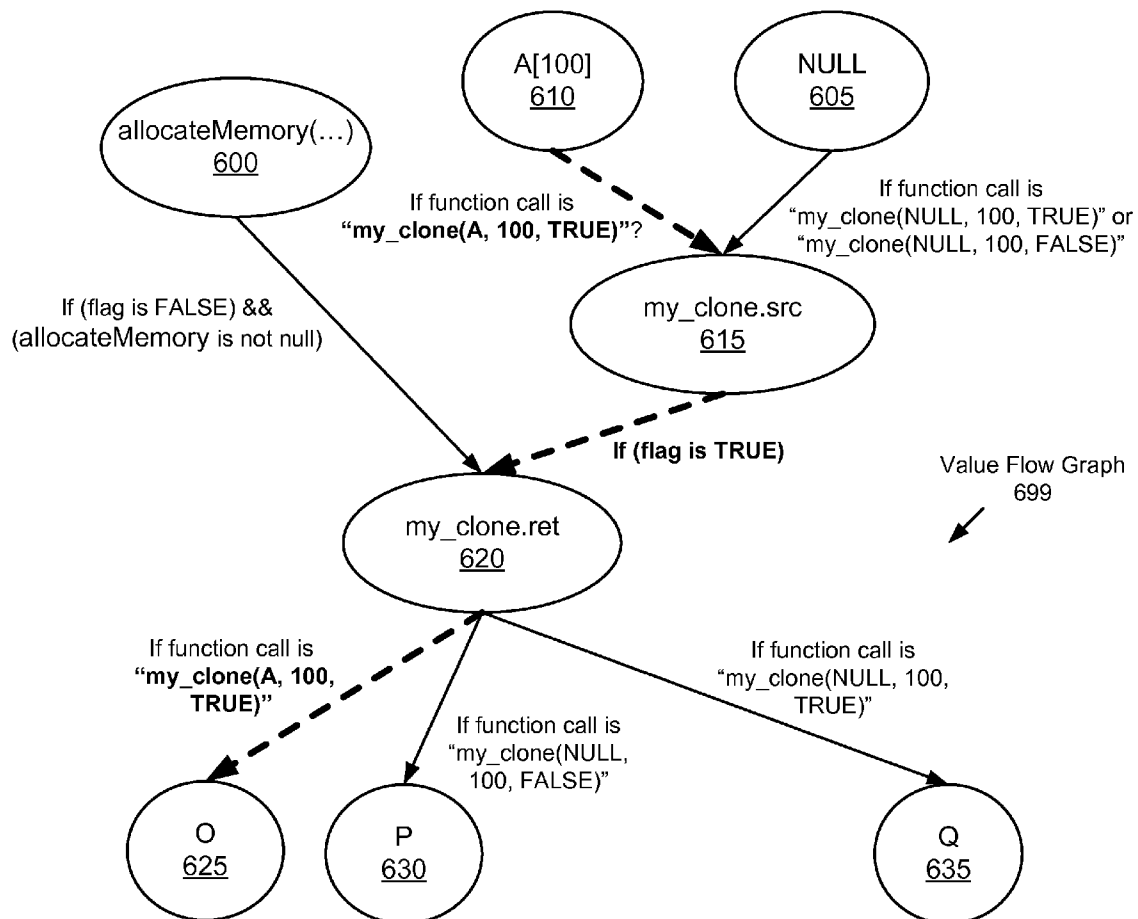 A[100]
610
NULL
605
allocateMemory(…)
600
If function call is
“my_clone(A, 100, TRUE)”?
If function call is
“my_clone(NULL, 100, TRUE)” or
“my_clone(NULL, 100, FALSE)”
If (flag is FALSE) &&
(allocateMemory is not null)
my_clone.src
615
If (flag is TRUE)
Value Flow Graph
699
my_clone.ret
620
If function call is
“my_clone(A, 100,
TRUE)”
If function call is
“my_clone(NULL,
100, FALSE)”
If function call is
“my_clone(NULL, 100,
TRUE)”
O
625
P
630
Q
635